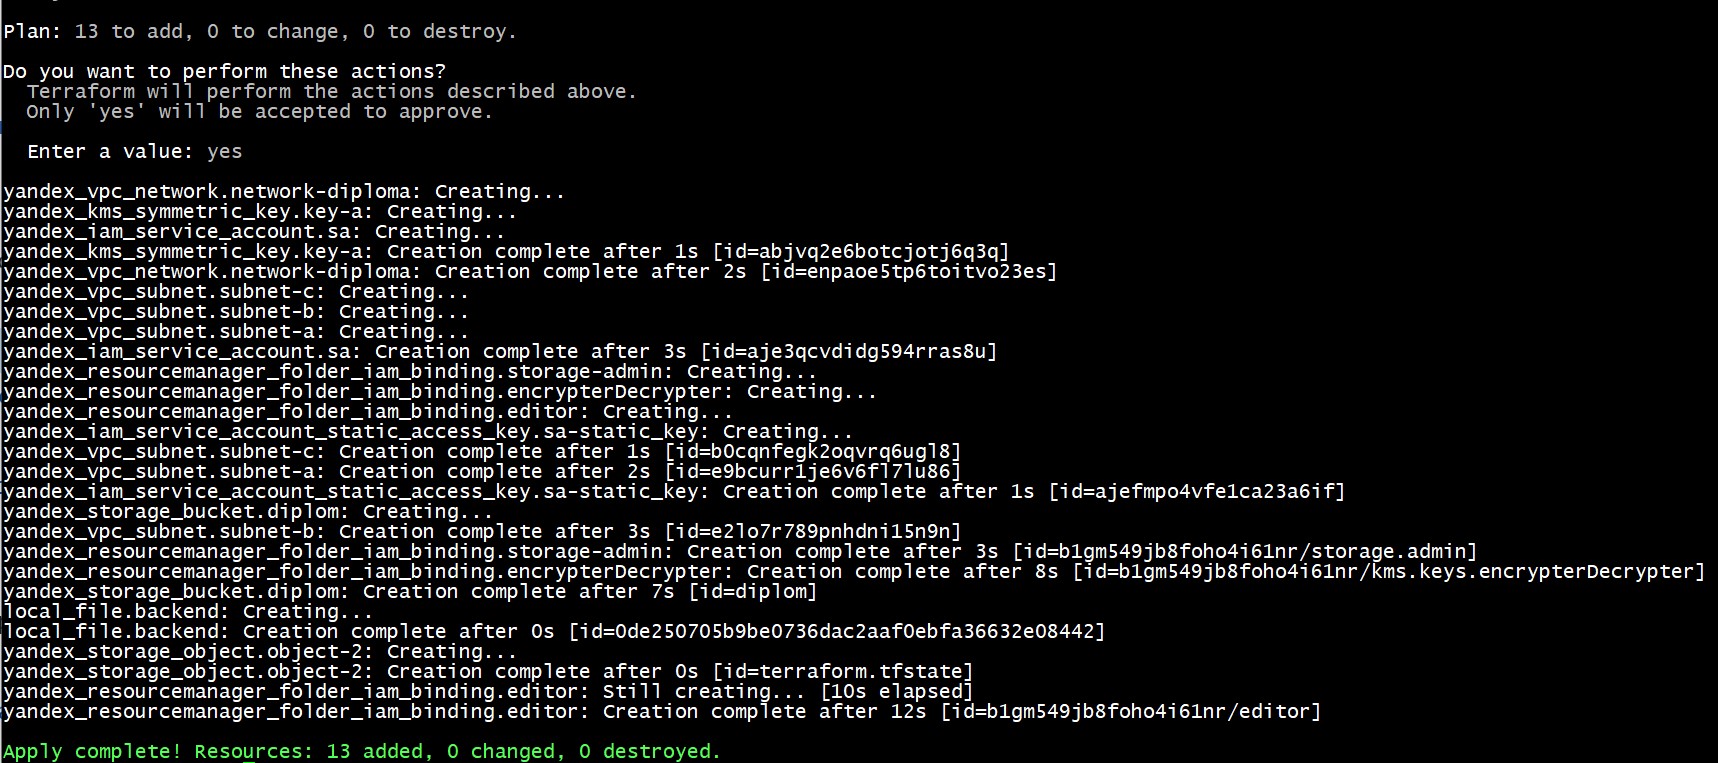 Plan: 13 to add, 0 to change, 0 to destroy.
Do you want to perform these actions?
Terraform will perform the actions described above.
Only 'yes' will be accepted to approve.
Enter a value: yes
yandex_vpc_network.network-diploma: Creating...
yandex_kms_symmetric_key.key-a: Creating...
yandex_iam_service_account.sa: Creating...
yandex_kms_symmetric_key.key-a: Creation complete after 1s [id=abjvq2e6botcjotj6q3q]
yandex_vpc_network.network-diploma: Creation complete after 2s [id=enpaoe5tp6toitvo23es]
yandex_vpc_subnet.subnet-c: Creating...
yandex_vpc_subnet.subnet-b: Creating...
yandex_vpc_subnet.subnet-a: Creating...
yandex_iam_service_account.sa: Creation complete after 3s [id=aje3qcvdidg594rras8u]
yandex_resourcemanager_folder_iam_binding.storage-admin: Creating...
yandex_resourcemanager_folder_iam_binding.encrypterDecrypter: Creating...
yandex_resourcemanager_folder_iam_binding.editor: Creating...
yandex_iam_service_account_static_access_key.sa-static_key: Creating...
yandex_vpc_subnet.subnet-c: Creation complete after 1s [id=b0cqnfegk2oqvrq6ugl8]
yandex_vpc_subnet.subnet-a: Creation complete after 2s [id=e9bcurr1je6v6fl7lu86]
yandex_iam_service_account_static_access_key.sa-static_key: Creation complete after 1s [id=ajefmpo4vfe1ca23a6if]
yandex_storage_bucket.diplom: Creating...
yandex_vpc_subnet.subnet-b: Creation complete after 3s [id=e2lo7r789pnhdni15n9n]
yandex_resourcemanager_folder_iam_binding.storage-admin: Creation complete after 3s [id=b1gm549jb8foho4i61nr/storage.admin]
yandex_resourcemanager_folder_iam_binding.encrypterDecrypter: Creation complete after 8s [id=b1gm549jb8foho4i61nr/kms.keys.encrypterDecrypter]
yandex_storage_bucket.diplom: Creation complete after 7s [id=diplom]
local_file.backend: Creating...
local_file.backend: Creation complete after 0s [id=0de250705b9be0736dac2aaf0ebfa36632e08442]
yandex_storage_object.object-2: Creating...
yandex_storage_object.object-2: Creation complete after 0s [id=terraform.tfstate]
yandex_resourcemanager_folder_iam_binding.editor: Still creating... [10s elapsed]
yandex_resourcemanager_folder_iam_binding.editor: Creation complete after 12s [id=b1gm549jb8foho4i61nr/editor]
Apply complete! Resources: 13 added, 0 changed, 0 destroyed.